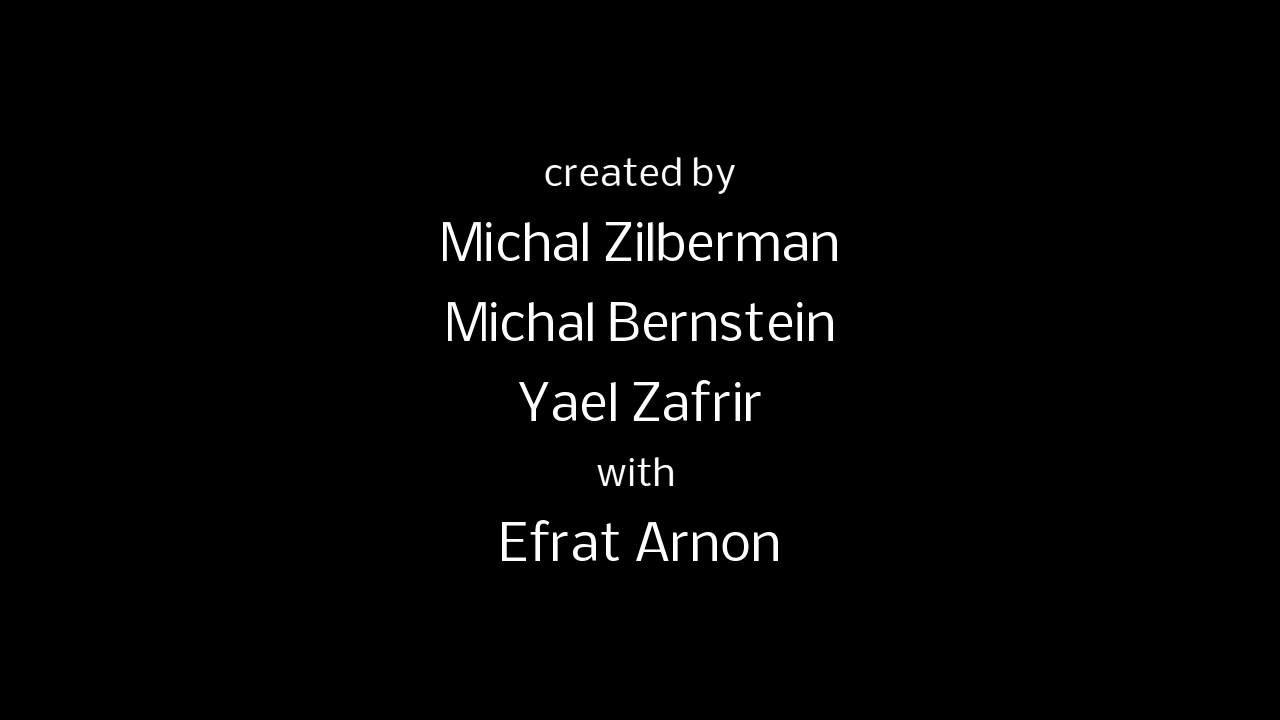 created by
Michal Zilberman
Michal Bernstein
Yael Zafrir
with
Efrat Arnon